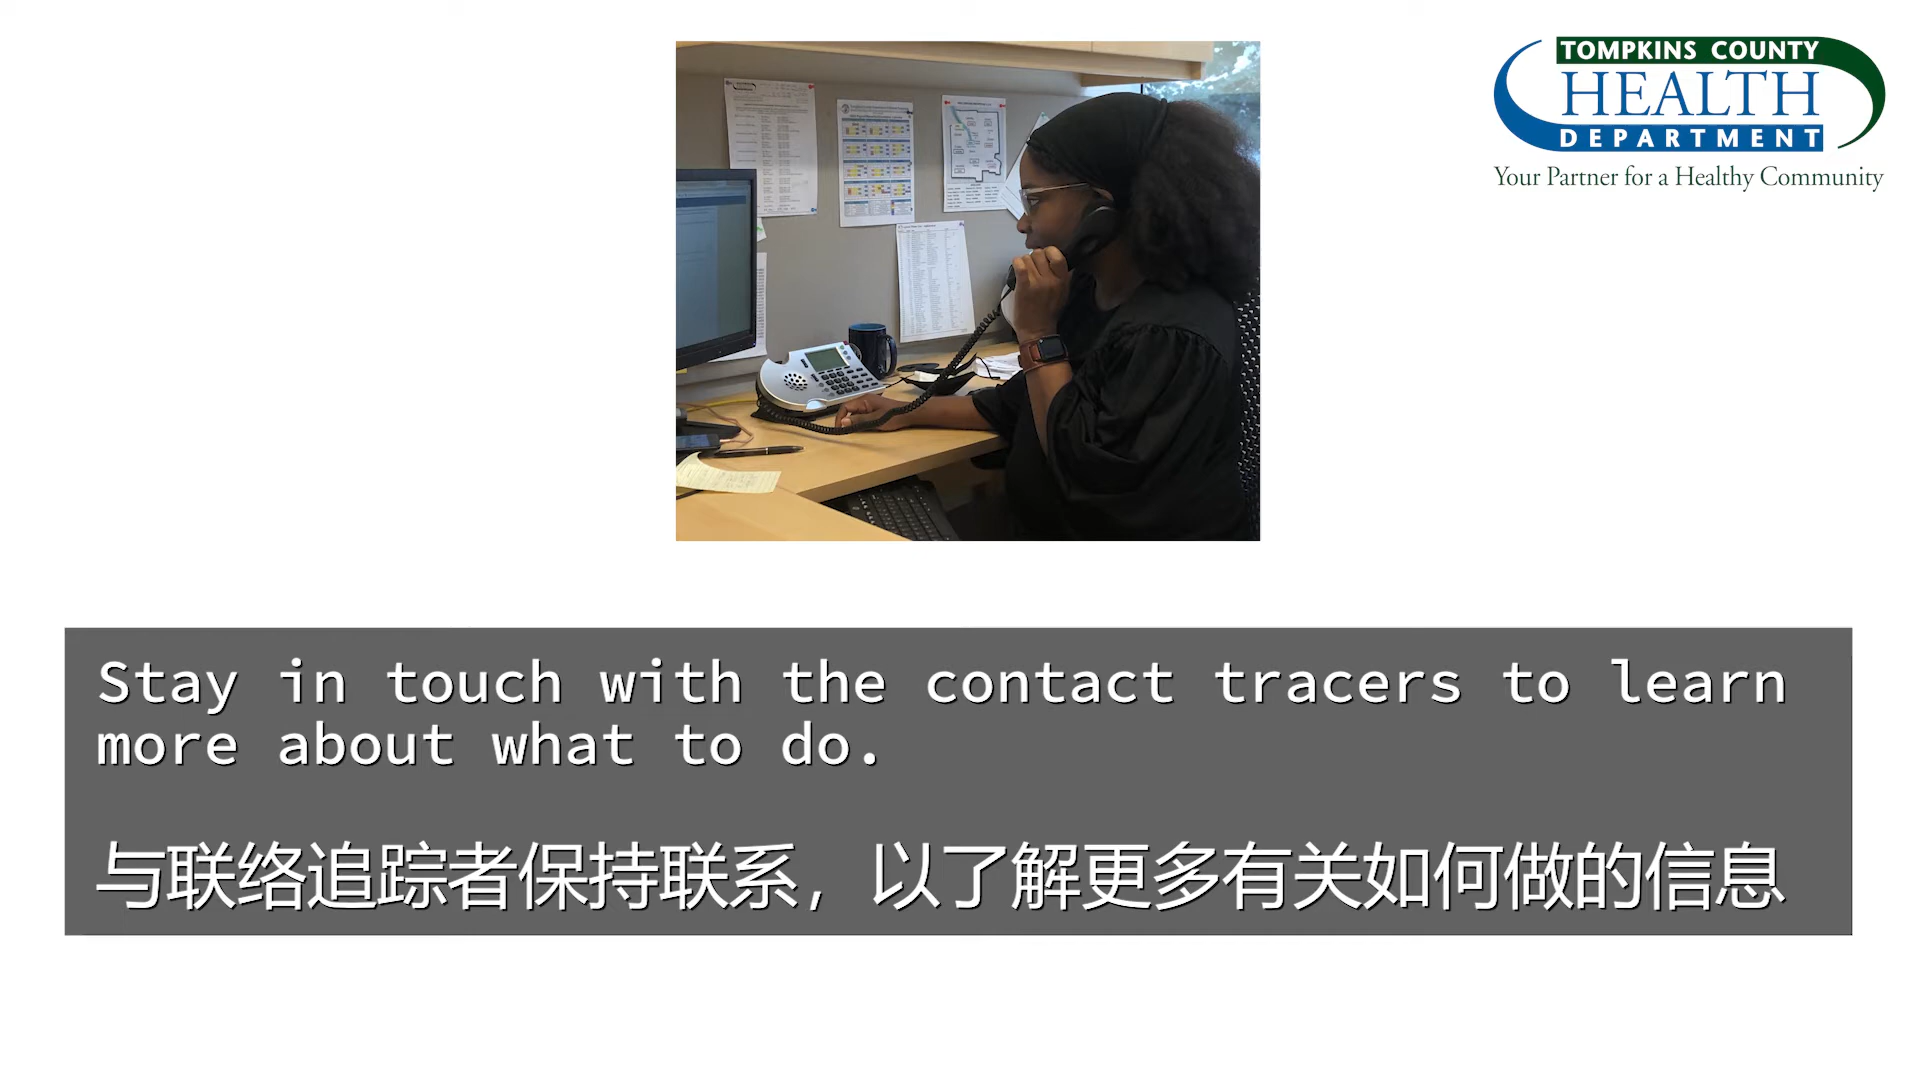 TOMPKINS COUNTY
HEALTH
DEPARTMENT
Your Partner for a Healthy Community
Stay in touch with the contact tracers to learn
more about what to do.
与联络追踪者保持联系，以了解更多有关如何做的信息